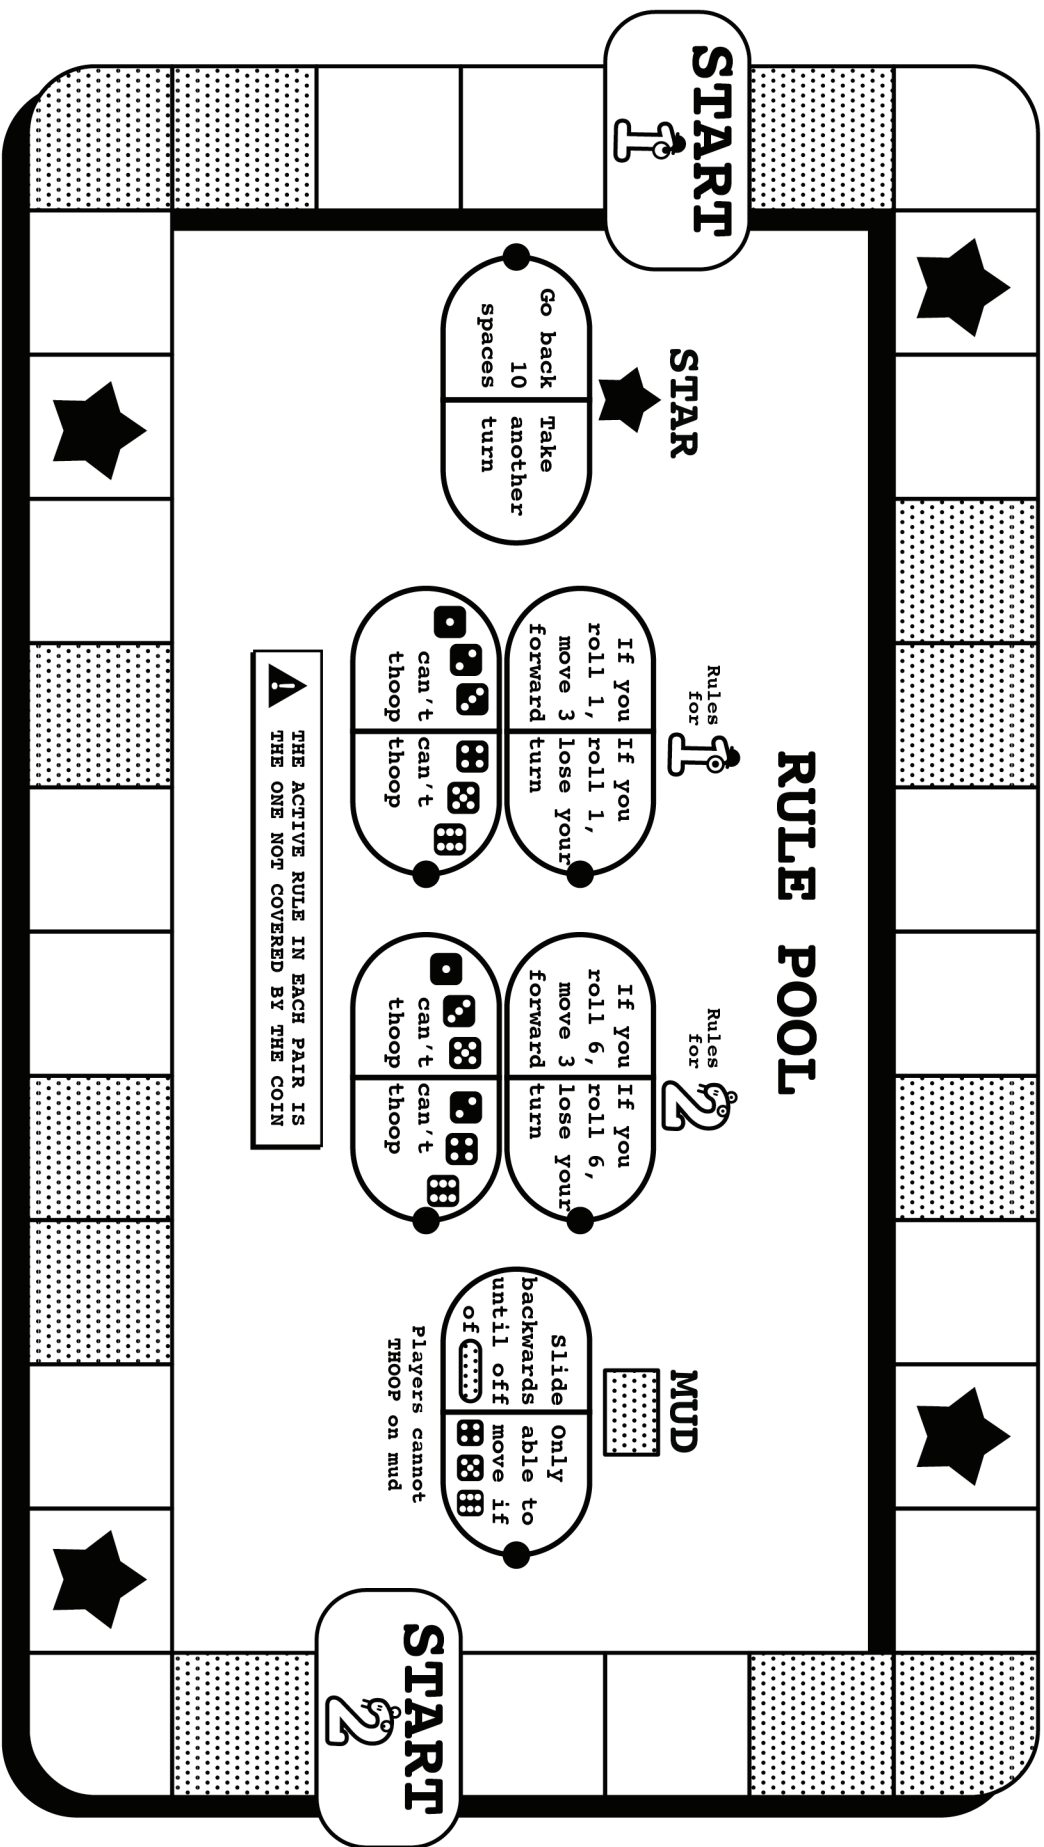 START
1
RULE POOL
STAR
Go back
10
spaces
Take
another
turn
Rules
for
1
If you
roll 1,
move 3
forward
If you
roll 1,
lose your
turn
can't
thoop
can't
thoop
Rules
for
2
If you
roll 6,
move 3
forward
If you
roll 6,
lose your
turn
can't
thoop
can't
thoop
MUD
Slide
backwards
until off
of
Only
able to
move if
Players cannot
THOOP on mud
THE ACTIVE RULE IN EACH PAIR IS
THE ONE NOT COVERED BY THE COIN
START
2